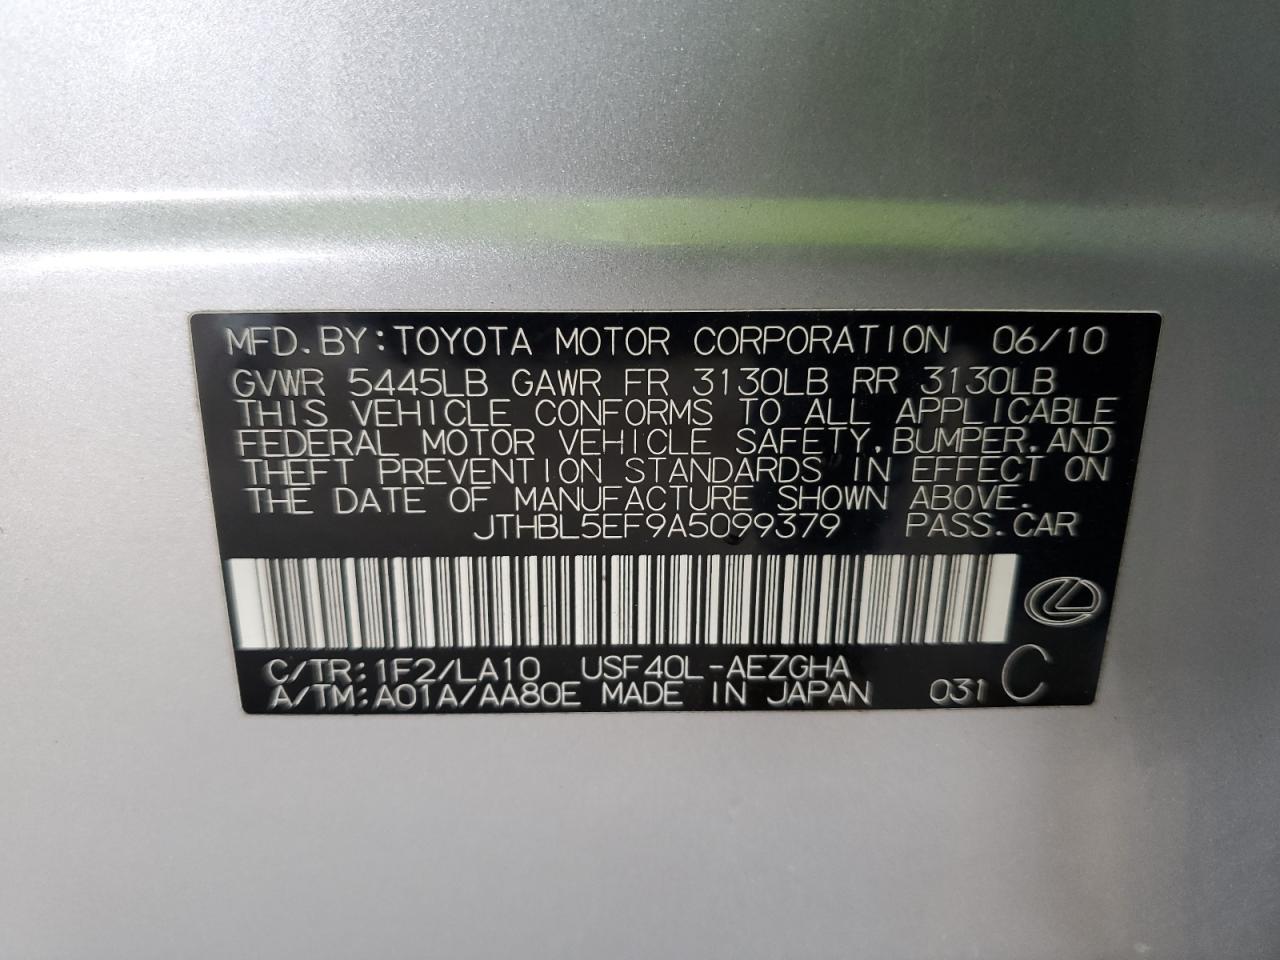 MFD. BY: TOYOTA MOTOR CORPORATION 06/10
GVWR 5445LB GAWR FR 3130LB RR 3130LB
THIS VEHICLE CONFORMS TO ALL APPLICABLE
FEDERAL MOTOR VEHICLE SAFETY, BUMPER, AND
THEFT PREVENTION STANDARDS IN EFFECT ON
THE DATE OF MANUFACTURE SHOWN ABOVE.
JTHBL5EF9A5099379 PASS. CAR
C/TR: 1F2/LA10 USF40L-AEZGHA
A/TM: A01A/AA80E MADE IN JAPAN 031 C